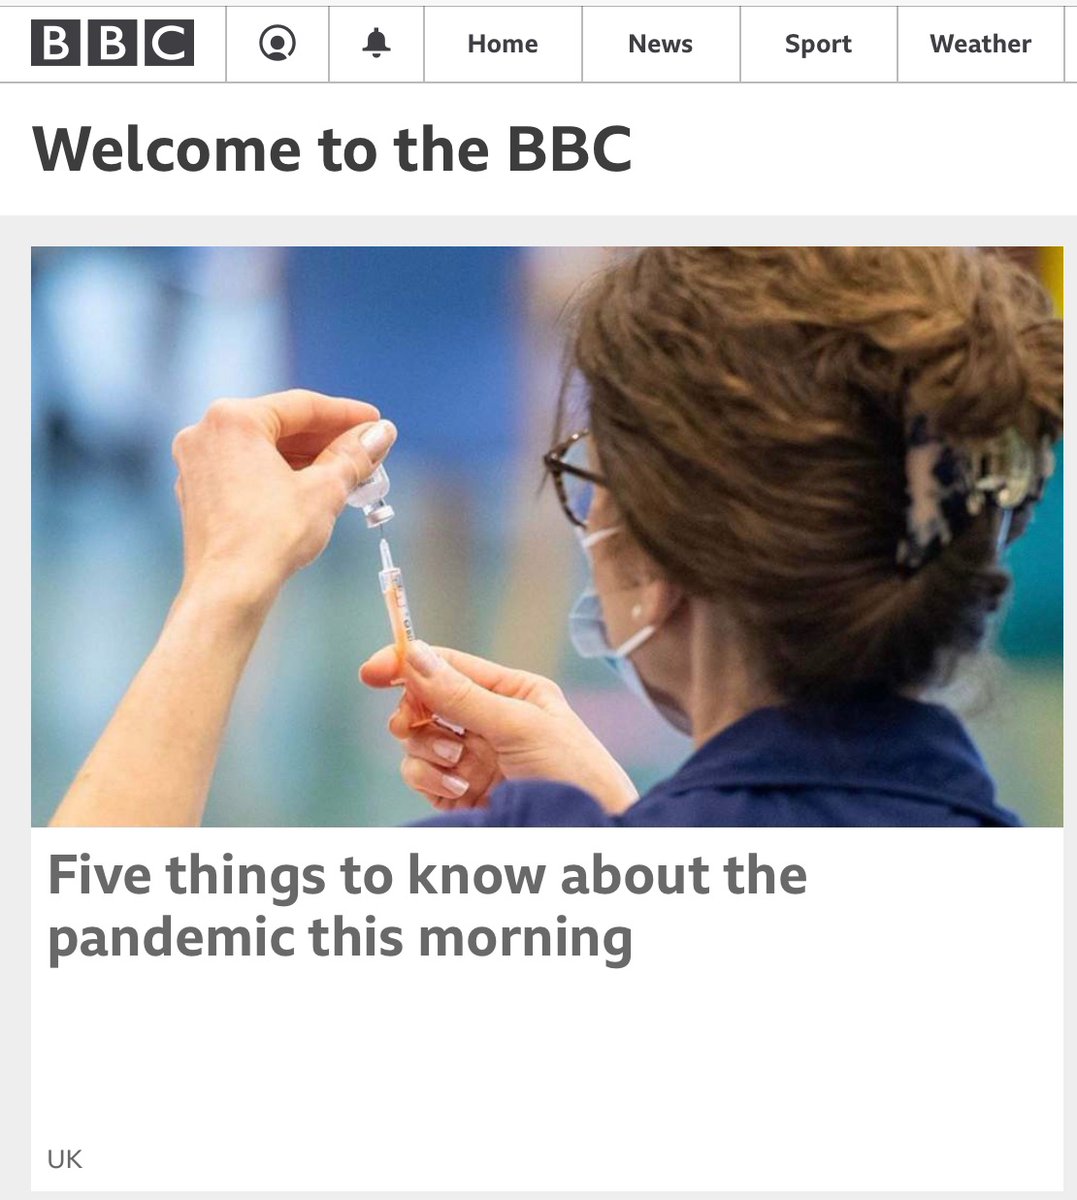 BBC
Home
News
Sport
Weather
Welcome to the BBC
Five things to know about the
pandemic this morning
UK